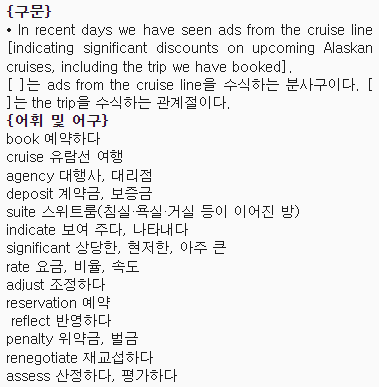 {구문}
• In recent days we have seen ads from the cruise line
[indicating significant discounts on upcoming Alaskan
cruises, including the trip we have booked].
[ ]는 ads from the cruise line을 수식하는 분사구이다. [
]는 the trip을 수식하는 관계절이다.
{어휘 및 어구}
book 예약하다
cruise 유람선 여행
agency 대행사, 대리점
deposit 계약금, 보증금
suite 스위트룸(침실·욕실·거실 등이 이어진 방)
indicate 보여 주다, 나타내다
significant 상당한, 현저한, 아주 큰
rate 요금, 비율, 속도
adjust 조정하다
reservation 예약
reflect 반영하다
penalty 위약금, 벌금
renegotiate 재교섭하다
assess 산정하다, 평가하다